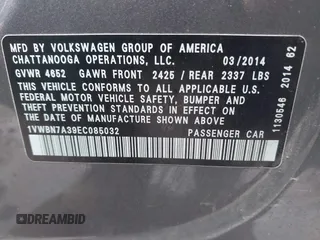 MFD BY VOLKSWAGEN GROUP OF AMERICA
CHATTANOOGA OPERATIONS, LLC. 03/2014
GVWR 4652 GAWR FRONT 2425 / REAR 2337 LBS
THIS VEHICLE CONFORMS TO ALL APPLICABLE U.S.
FEDERAL MOTOR VEHICLE SAFETY, BUMPER AND
THEFT PREVENTION STANDARDS IN EFFECT ON THE
DATE OF MANUFACTURE SHOWN ABOVE.
1VWBN7A39EC085032
PASSENGER CAR
1130546 2014 62
DREAMBID